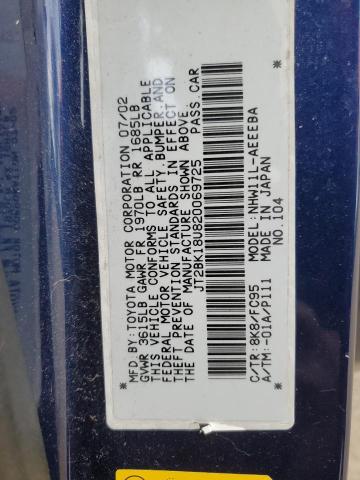 MFD.BY:TOYOTA MOTOR CORPORATION 07/02
GVWR 3615LB GAWR FR 1970LB RR 1685LB
THIS VEHICLE CONFORMS TO ALL APPLICABLE
FEDERAL MOTOR VEHICLE SAFETY,BUMPER,AND
THEFT PREVENTION STANDARDS IN EFFECT ON
THE DATE OF MANUFACTURE SHOWN ABOVE.
JT2BK18U820069725 PASS.CAR
C/TR:8K8/FC95 MODEL:NHW11L-AEEEBA
A/TM:-01A/P111 MADE IN JAPAN
NO.104